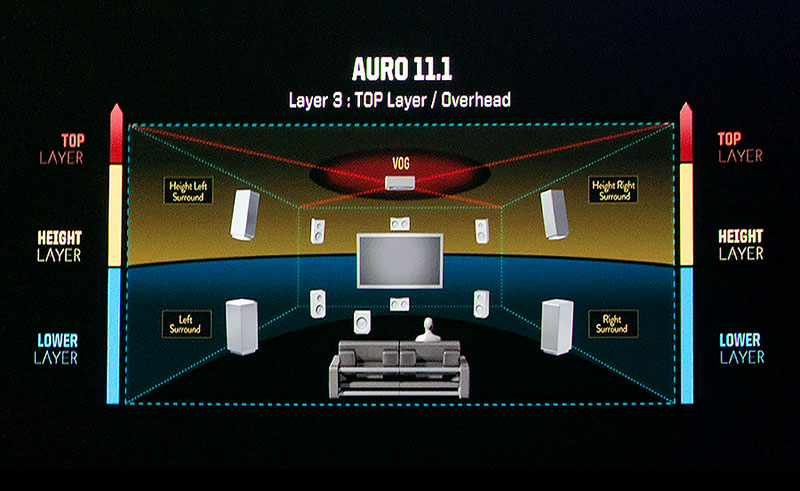 AURO 11.1
Layer 3 : TOP Layer / Overhead
TOP
LAYER
TOP
LAYER
VOG
Height Left
Surround
Height Right
Surround
HEIGHT
LAYER
HEIGHT
LAYER
Left
Surround
Right
Surround
LOWER
LAYER
LOWER
LAYER